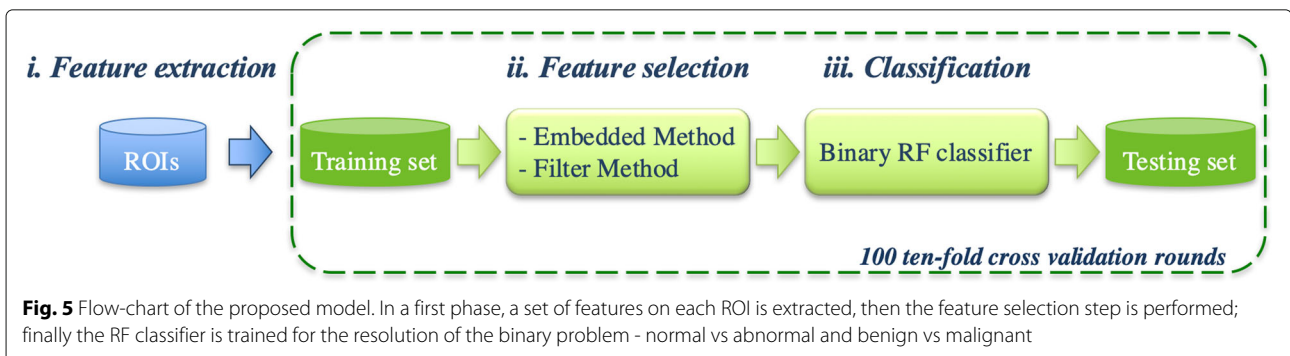 i. Feature extraction
ii. Feature selection
iii. Classification
ROIs
Training set
- Embedded Method
- Filter Method
Binary RF classifier
Testing set
100 ten-fold cross validation rounds
Fig. 5 Flow-chart of the proposed model. In a first phase, a set of features on each ROI is extracted, then the feature selection step is performed;
finally the RF classifier is trained for the resolution of the binary problem - normal vs abnormal and benign vs malignant